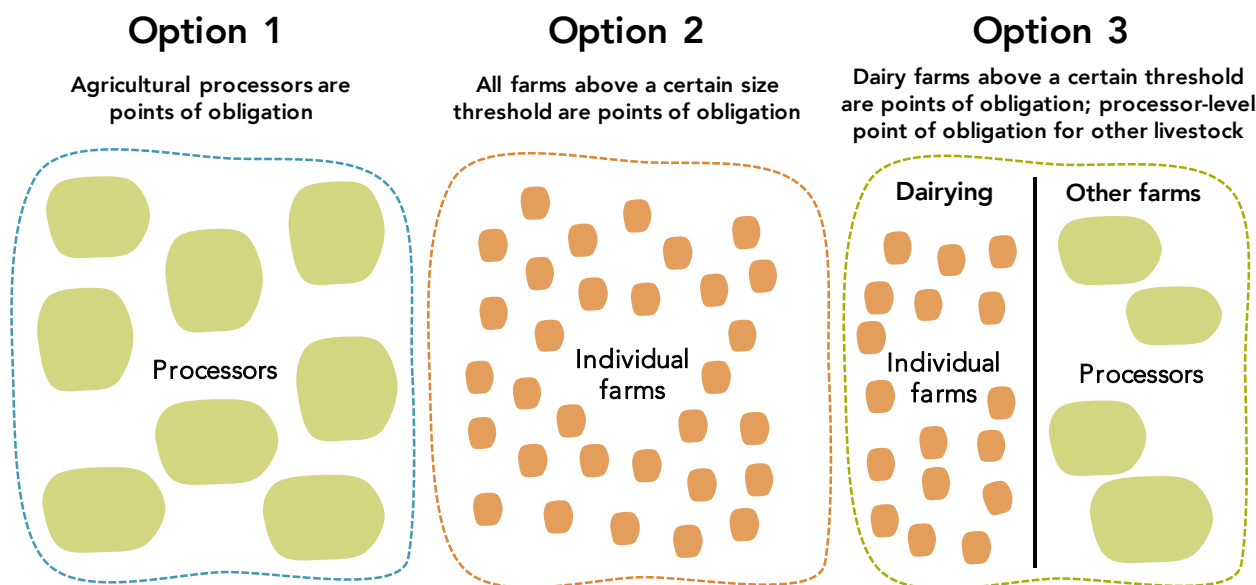 Option 1
Agricultural processors are
points of obligation
Processors
Option 2
All farms above a certain size
threshold are points of obligation
Individual
farms
Option 3
Dairy farms above a certain threshold
are points of obligation; processor-level
point of obligation for other livestock
Dairying
Individual
farms
Other farms
Processors